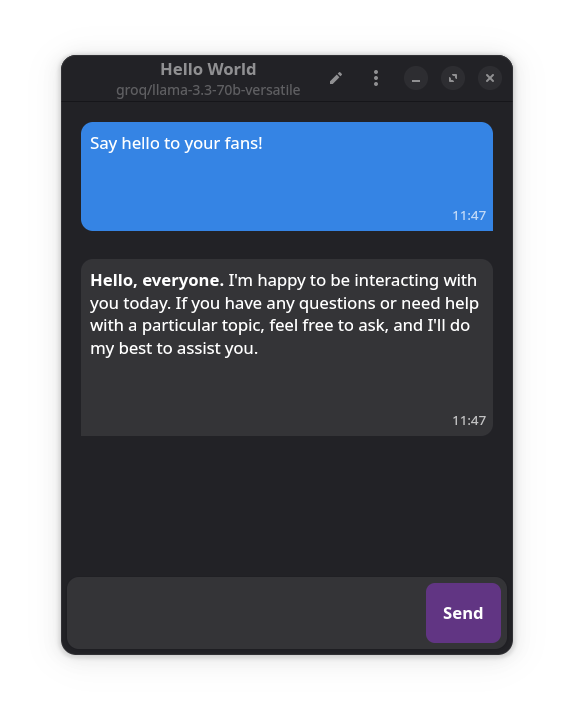 Hello World
groq/llama-3.3-70b-versatile
Say hello to your fans!
11:47
Hello, everyone. I'm happy to be interacting with
you today. If you have any questions or need help
with a particular topic, feel free to ask, and I'll do
my best to assist you.
11:47
Send